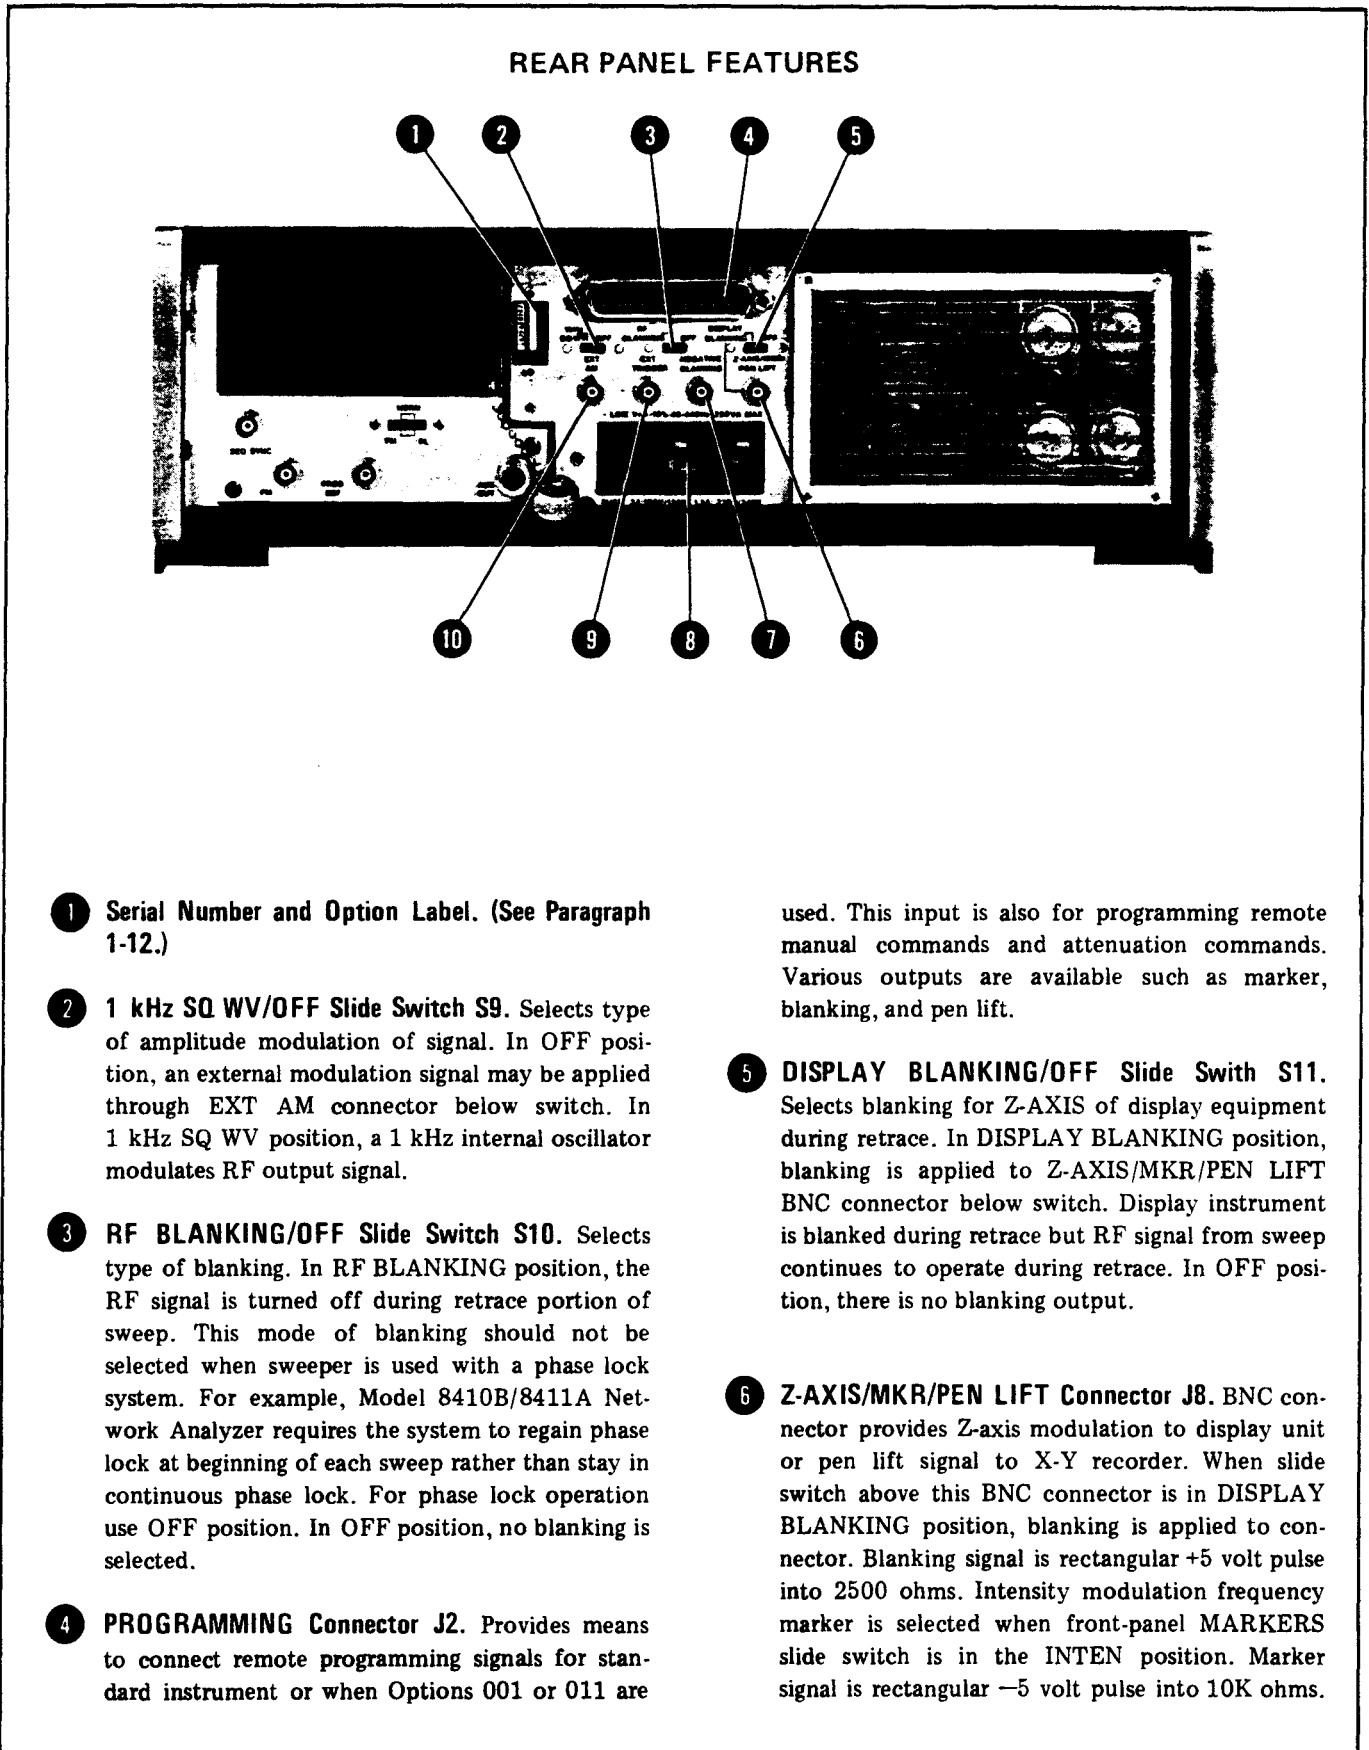 REAR PANEL FEATURES
1 2 3 4 5
OFF
BLANKING
OFF
DISPLAY
BLANKING
EXT
AM
EXT
TRIGGER
NEGATIVE
BLANKING
PEN LIFT
SEQ SYNC
FM
10 9 8 7 6
1 Serial Number and Option Label. (See Paragraph
1-12.)
2 1 kHz SQ WV/OFF Slide Switch S9. Selects type
of amplitude modulation of signal. In OFF posi-
tion, an external modulation signal may be applied
through EXT AM connector below switch. In
1 kHz SQ WV position, a 1 kHz internal oscillator
modulates RF output signal.
3 RF BLANKING/OFF Slide Switch S10. Selects
type of blanking. In RF BLANKING position, the
RF signal is turned off during retrace portion of
sweep. This mode of blanking should not be
selected when sweeper is used with a phase lock
system. For example, Model 8410B/8411A Net-
work Analyzer requires the system to regain phase
lock at beginning of each sweep rather than stay in
continuous phase lock. For phase lock operation
use OFF position. In OFF position, no blanking is
selected.
4 PROGRAMMING Connector J2. Provides means
to connect remote programming signals for stan-
dard instrument or when Options 001 or 011 are
used. This input is also for programming remote
manual commands and attenuation commands.
Various outputs are available such as marker,
blanking, and pen lift.
5 DISPLAY BLANKING/OFF Slide Swith S11.
Selects blanking for Z-AXIS of display equipment
during retrace. In DISPLAY BLANKING position,
blanking is applied to Z-AXIS/MKR/PEN LIFT
BNC connector below switch. Display instrument
is blanked during retrace but RF signal from sweep
continues to operate during retrace. In OFF posi-
tion, there is no blanking output.
6 Z-AXIS/MKR/PEN LIFT Connector J8. BNC con-
nector provides Z-axis modulation to display unit
or pen lift signal to X-Y recorder. When slide
switch above this BNC connector is in DISPLAY
BLANKING position, blanking is applied to con-
nector. Blanking signal is rectangular +5 volt pulse
into 2500 ohms. Intensity modulation frequency
marker is selected when front-panel MARKERS
slide switch is in the INTEN position. Marker
signal is rectangular —5 volt pulse into 10K ohms.